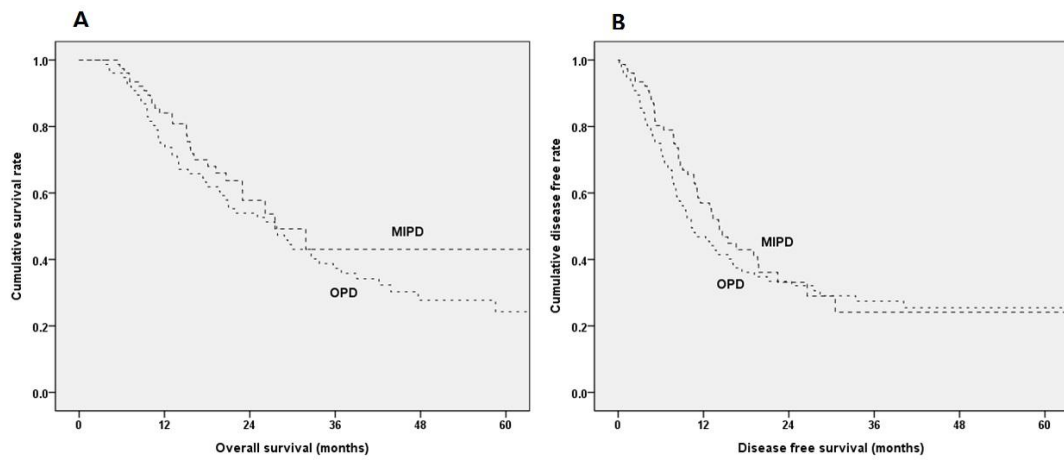 A
1.0
0.8
0.6
0.4
0.2
0.0
Cumulative survival rate
MIPD
OPD
0 12 24 36 48 60
Overall survival (months)
B
1.0
0.8
0.6
0.4
0.2
0.0
Cumulative disease free rate
MIPD
OPD
0 12 24 36 48 60
Disease free survival (months)